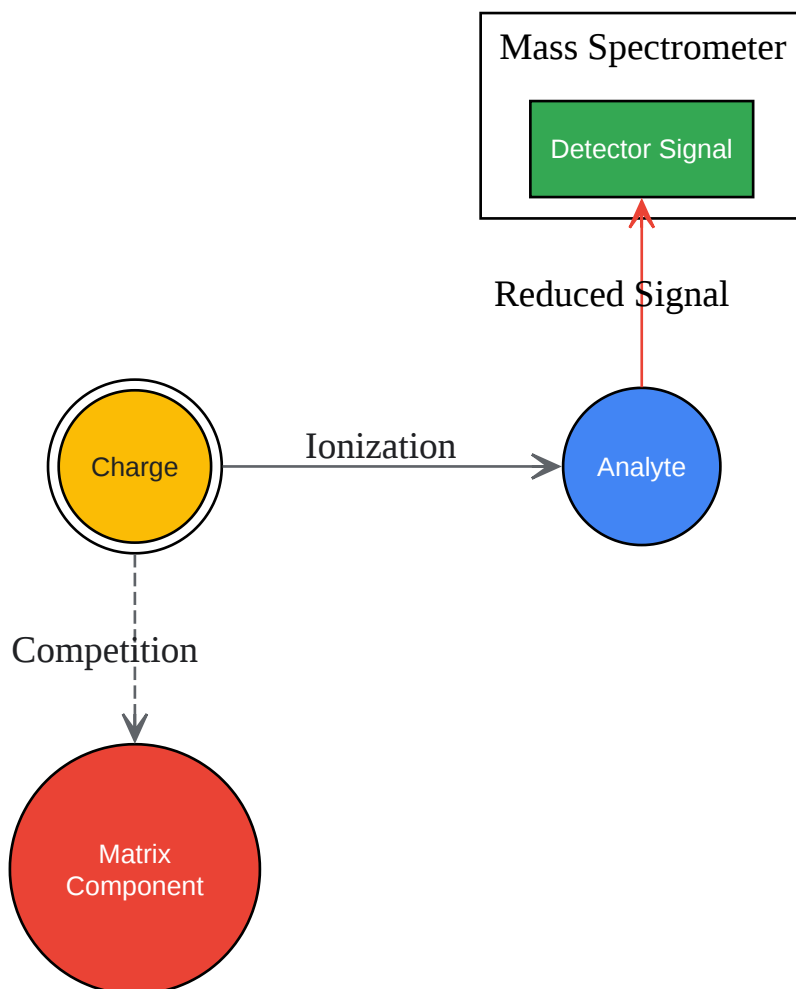 Mass Spectrometer
Detector Signal
Reduced Signal
Ionization
Charge
Analyte
Competition
Matrix
Component